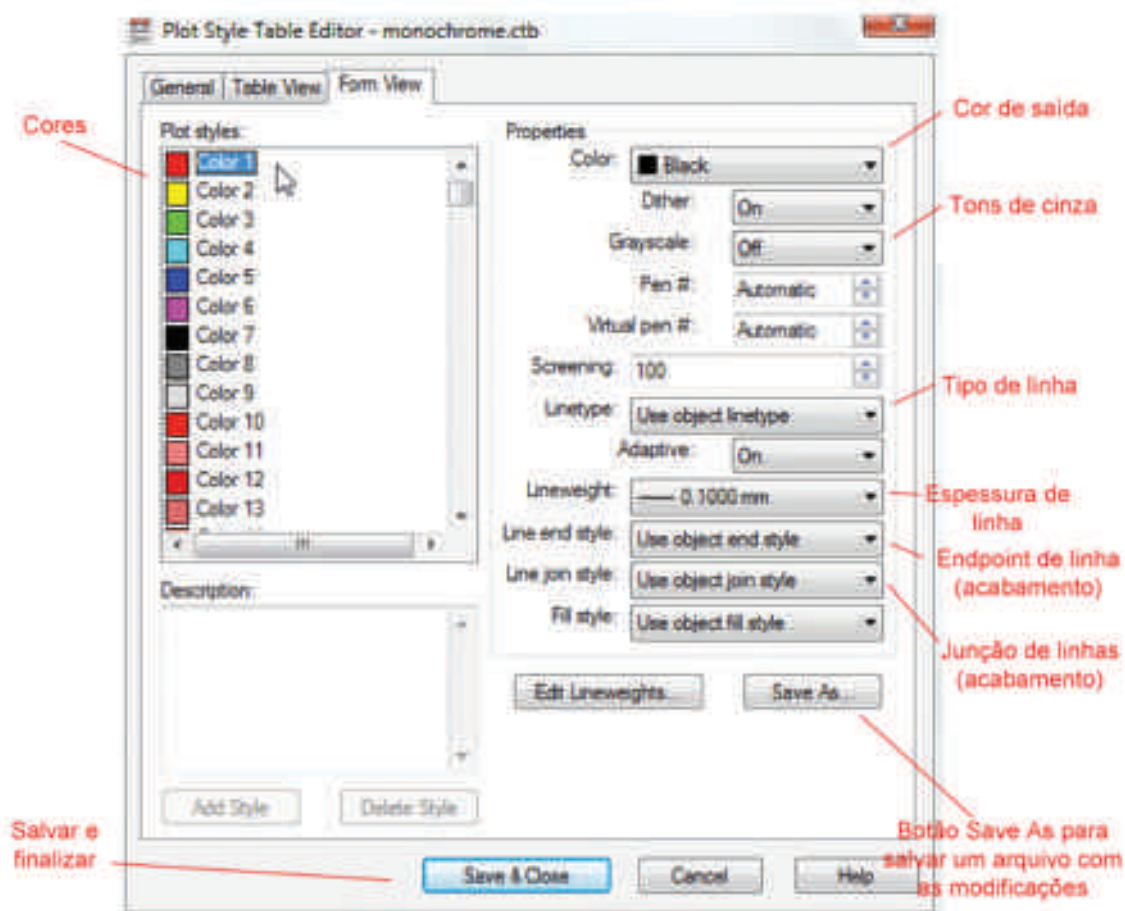 Plot Style Table Editor - monochrome.ctb
General
Table View
Form View
Cores
Plot styles:
Color 1
Color 2
Color 3
Color 4
Color 5
Color 6
Color 7
Color 8
Color 9
Color 10
Color 11
Color 12
Color 13
Description:
Add Style
Delete Style
Properties
Color:
Black
Dither:
On
Grayscale:
Off
Pen #:
Automatic
Virtual pen #:
Automatic
Screening:
100
Linetype:
Use object linetype
Adaptive:
On
Lineweight:
0.1000 mm
Line end style:
Use object end style
Line join style:
Use object join style
Fill style:
Use object fill style
Edit Lineweights...
Save As...
Cor de saída
Tons de cinza
Tipo de linha
Espessura de
linha
Endpoint de linha
(acabamento)
Junção de linhas
(acabamento)
Botão Save As para
salvar um arquivo com
as modificações
Salvar e
finalizar
Save & Close
Cancel
Help